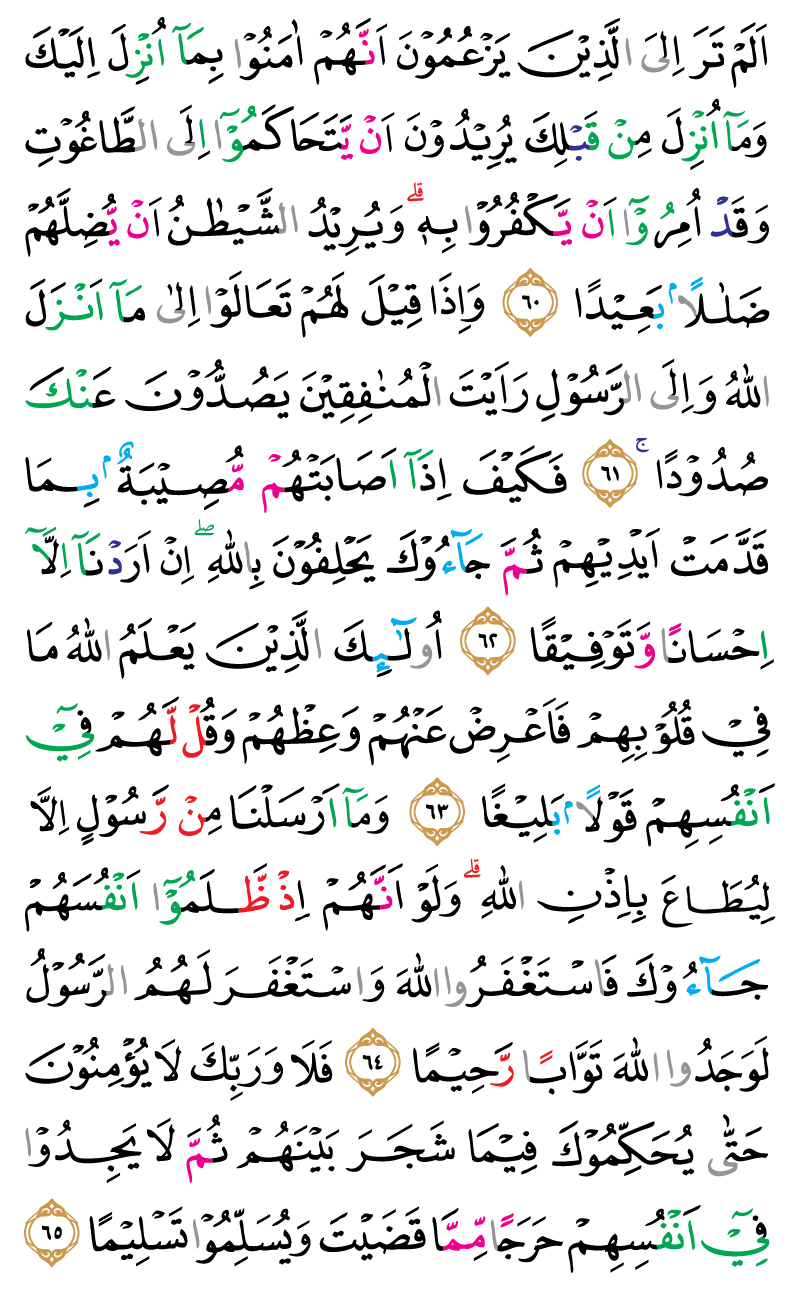 اَلَمْ تَرَ اِلَى الَّذِيْنَ يَزْعُمُوْنَ اَنَّهُمْ اٰمَنُوْا بِمَآ اُنْزِلَ اِلَيْكَ
وَمَآ اُنْزِلَ مِنْ قَبْلِكَ يُرِيْدُوْنَ اَنْ يَّتَحَاكَمُوْٓا اِلَى الطَّاغُوْتِ
وَقَدْ اُمِرُوْٓا اَنْ يَّكْفُرُوْا بِهٖۗ وَيُرِيْدُ الشَّيْطٰنُ اَنْ يُّضِلَّهُمْ
ضَلٰلًاۢ بَعِيْدًا ٦٠ وَاِذَا قِيْلَ لَهُمْ تَعَالَوْا اِلٰى مَآ اَنْزَلَ
اللّٰهُ وَاِلَى الرَّسُوْلِ رَاَيْتَ الْمُنٰفِقِيْنَ يَصُدُّوْنَ عَنْكَ
صُدُوْدًاۚ ٦١ فَكَيْفَ اِذَآ اَصَابَتْهُمْ مُّصِيْبَةٌۢ بِمَا
قَدَّمَتْ اَيْدِيْهِمْ ثُمَّ جَآءُوْكَ يَحْلِفُوْنَ بِاللّٰهِۖ اِنْ اَرَدْنَآ اِلَّآ
اِحْسَانًا وَّتَوْفِيْقًا ٦٢ اُولٰۤىِٕكَ الَّذِيْنَ يَعْلَمُ اللّٰهُ مَا
فِيْ قُلُوْبِهِمْ فَاَعْرِضْ عَنْهُمْ وَعِظْهُمْ وَقُلْ لَّهُمْ فِيْٓ
اَنْفُسِهِمْ قَوْلًاۢ بَلِيْغًا ٦٣ وَمَآ اَرْسَلْنَا مِنْ رَّسُوْلٍ اِلَّا
لِيُطَاعَ بِاِذْنِ اللّٰهِۗ وَلَوْ اَنَّهُمْ اِذْ ظَّلَمُوْٓا اَنْفُسَهُمْ
جَآءُوْكَ فَاسْتَغْفَرُوا اللّٰهَ وَاسْتَغْفَرَ لَهُمُ الرَّسُوْلُ
لَوَجَدُوا اللّٰهَ تَوَّابًا رَّحِيْمًا ٦٤ فَلَا وَرَبِّكَ لَا يُؤْمِنُوْنَ
حَتّٰى يُحَكِّمُوْكَ فِيْمَا شَجَرَ بَيْنَهُمْ ثُمَّ لَا يَجِدُوْا
فِيْٓ اَنْفُسِهِمْ حَرَجًا مِّمَّا قَضَيْتَ وَيُسَلِّمُوْا تَسْلِيْمًا ٦٥